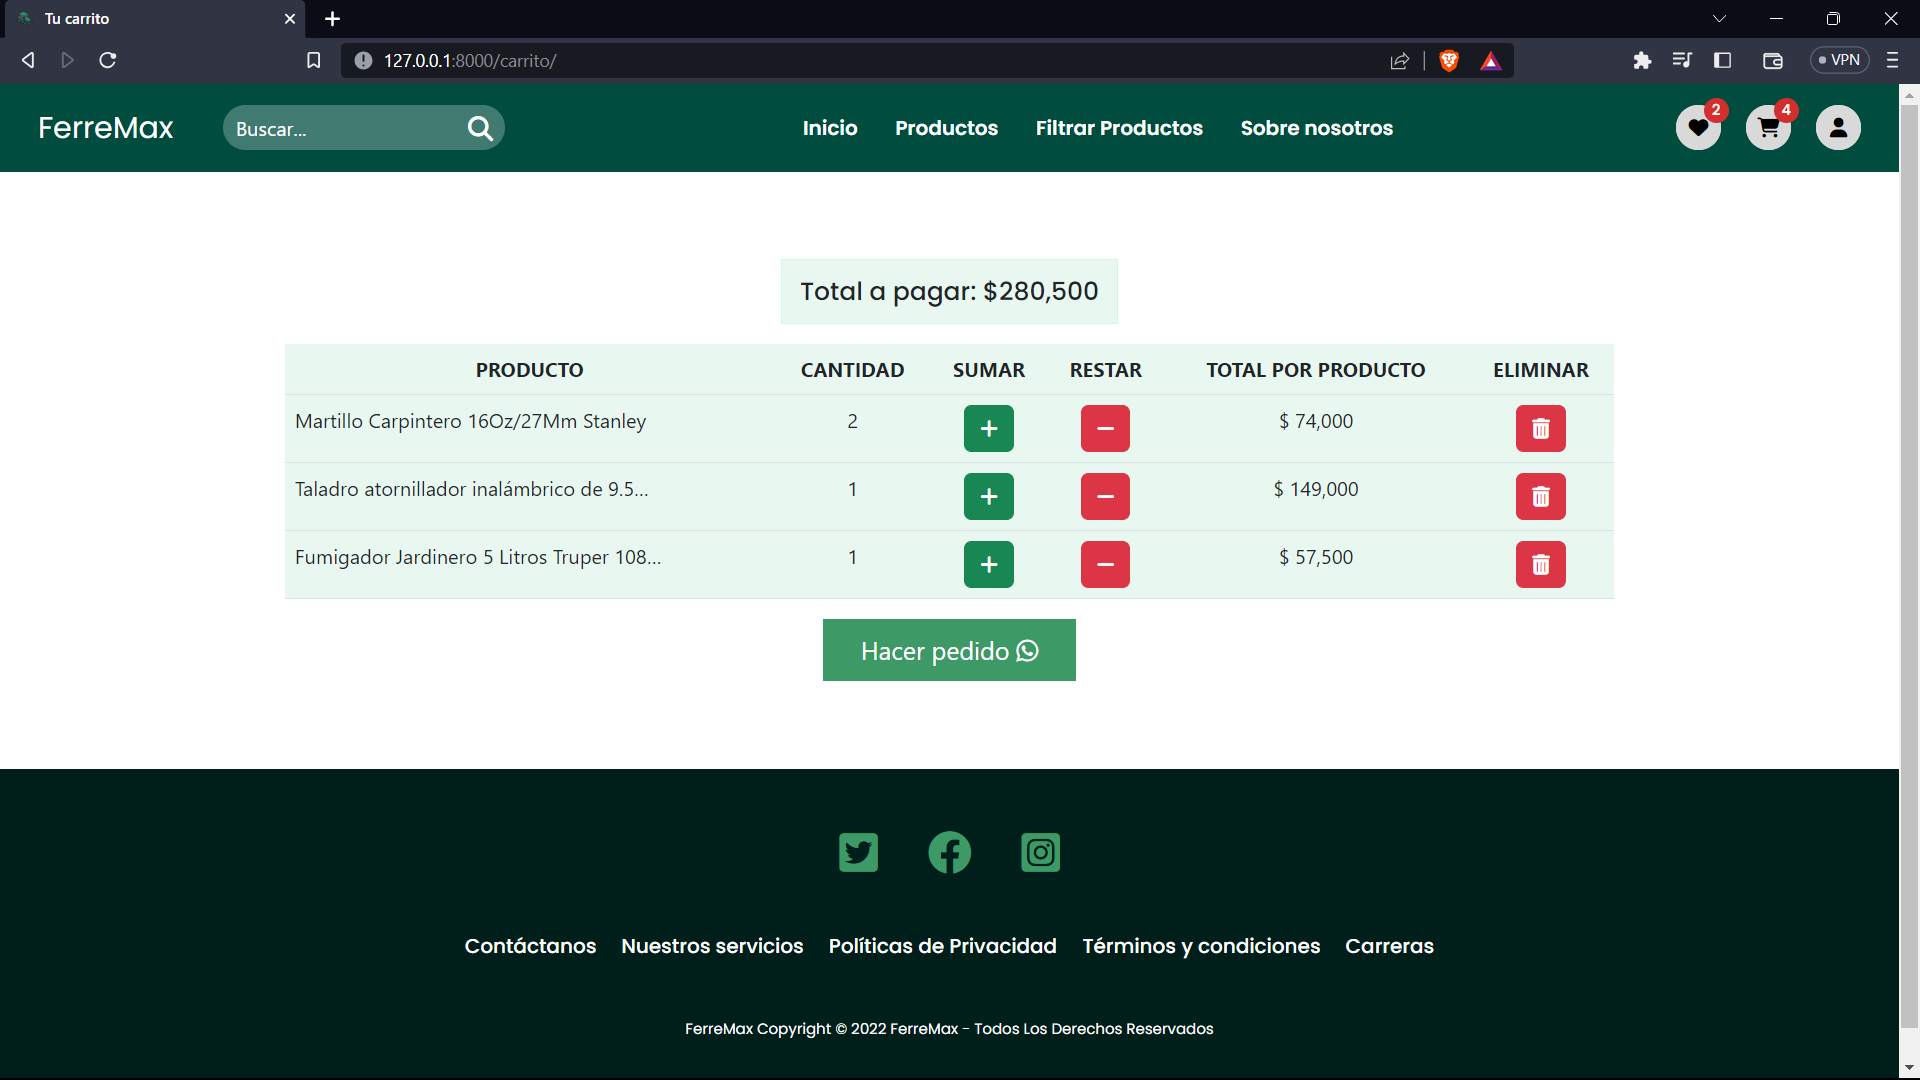 Tu carrito
127.0.0.1:8000/carrito/
VPN
FerreMax
Buscar...
Inicio Productos Filtrar Productos Sobre nosotros
2 4
Total a pagar: $280,500
PRODUCTO CANTIDAD SUMAR RESTAR TOTAL POR PRODUCTO ELIMINAR
Martillo Carpintero 16Oz/27Mm Stanley 2 + − $ 74,000
Taladro atornillador inalámbrico de 9.5... 1 + − $ 149,000
Fumigador Jardinero 5 Litros Truper 108... 1 + − $ 57,500
Hacer pedido
Contáctanos Nuestros servicios Políticas de Privacidad Términos y condiciones Carreras
FerreMax Copyright © 2022 FerreMax - Todos Los Derechos Reservados